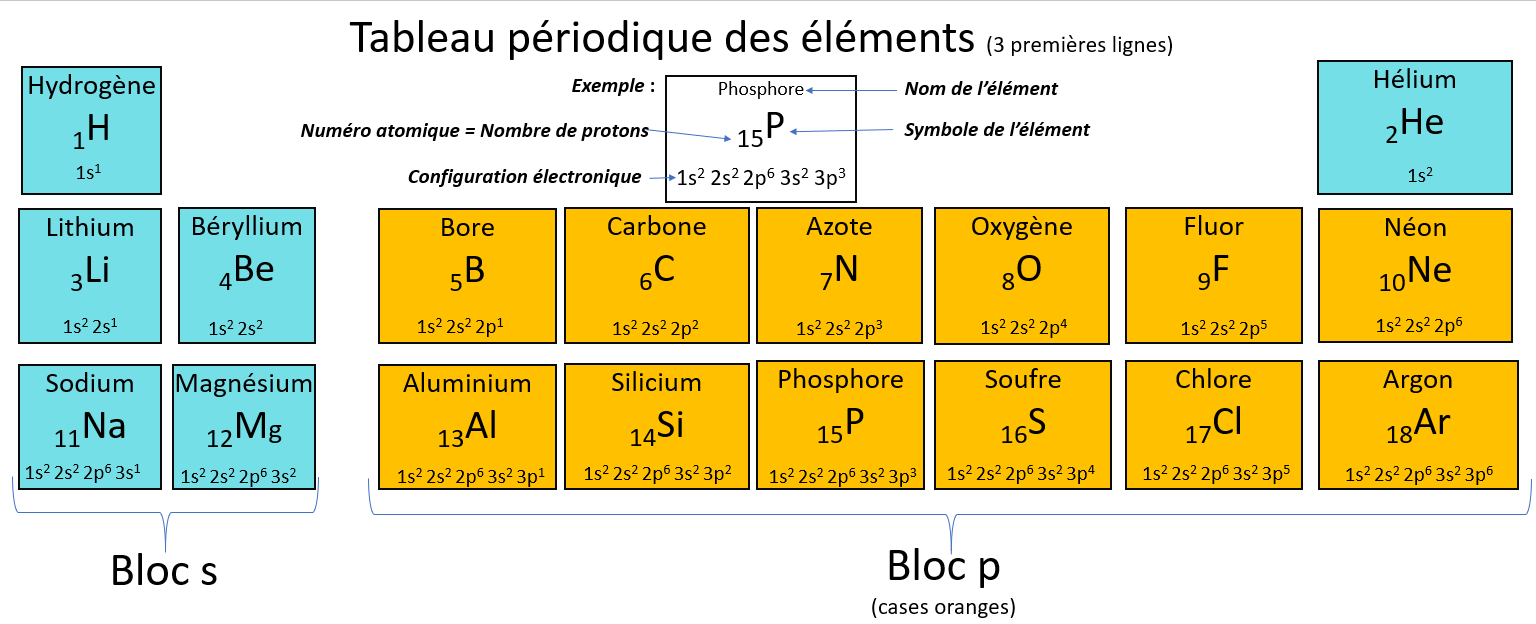 Tableau périodique des éléments (3 premières lignes)
Hydrogène
₁H
1s¹
Exemple :
Phosphore
Nom de l’élément
Numéro atomique = Nombre de protons
₁₅P
Symbole de l’élément
Configuration électronique
1s² 2s² 2p⁶ 3s² 3p³
Hélium
₂He
1s²
Lithium
₃Li
1s² 2s¹
Béryllium
₄Be
1s² 2s²
Bore
₅B
1s² 2s² 2p¹
Carbone
₆C
1s² 2s² 2p²
Azote
₇N
1s² 2s² 2p³
Oxygène
₈O
1s² 2s² 2p⁴
Fluor
₉F
1s² 2s² 2p⁵
Néon
₁₀Ne
1s² 2s² 2p⁶
Sodium
₁₁Na
1s² 2s² 2p⁶ 3s¹
Magnésium
₁₂Mg
1s² 2s² 2p⁶ 3s²
Aluminium
₁₃Al
1s² 2s² 2p⁶ 3s² 3p¹
Silicium
₁₄Si
1s² 2s² 2p⁶ 3s² 3p²
Phosphore
₁₅P
1s² 2s² 2p⁶ 3s² 3p³
Soufre
₁₆S
1s² 2s² 2p⁶ 3s² 3p⁴
Chlore
₁₇Cl
1s² 2s² 2p⁶ 3s² 3p⁵
Argon
₁₈Ar
1s² 2s² 2p⁶ 3s² 3p⁶
Bloc s
Bloc p
(cases oranges)